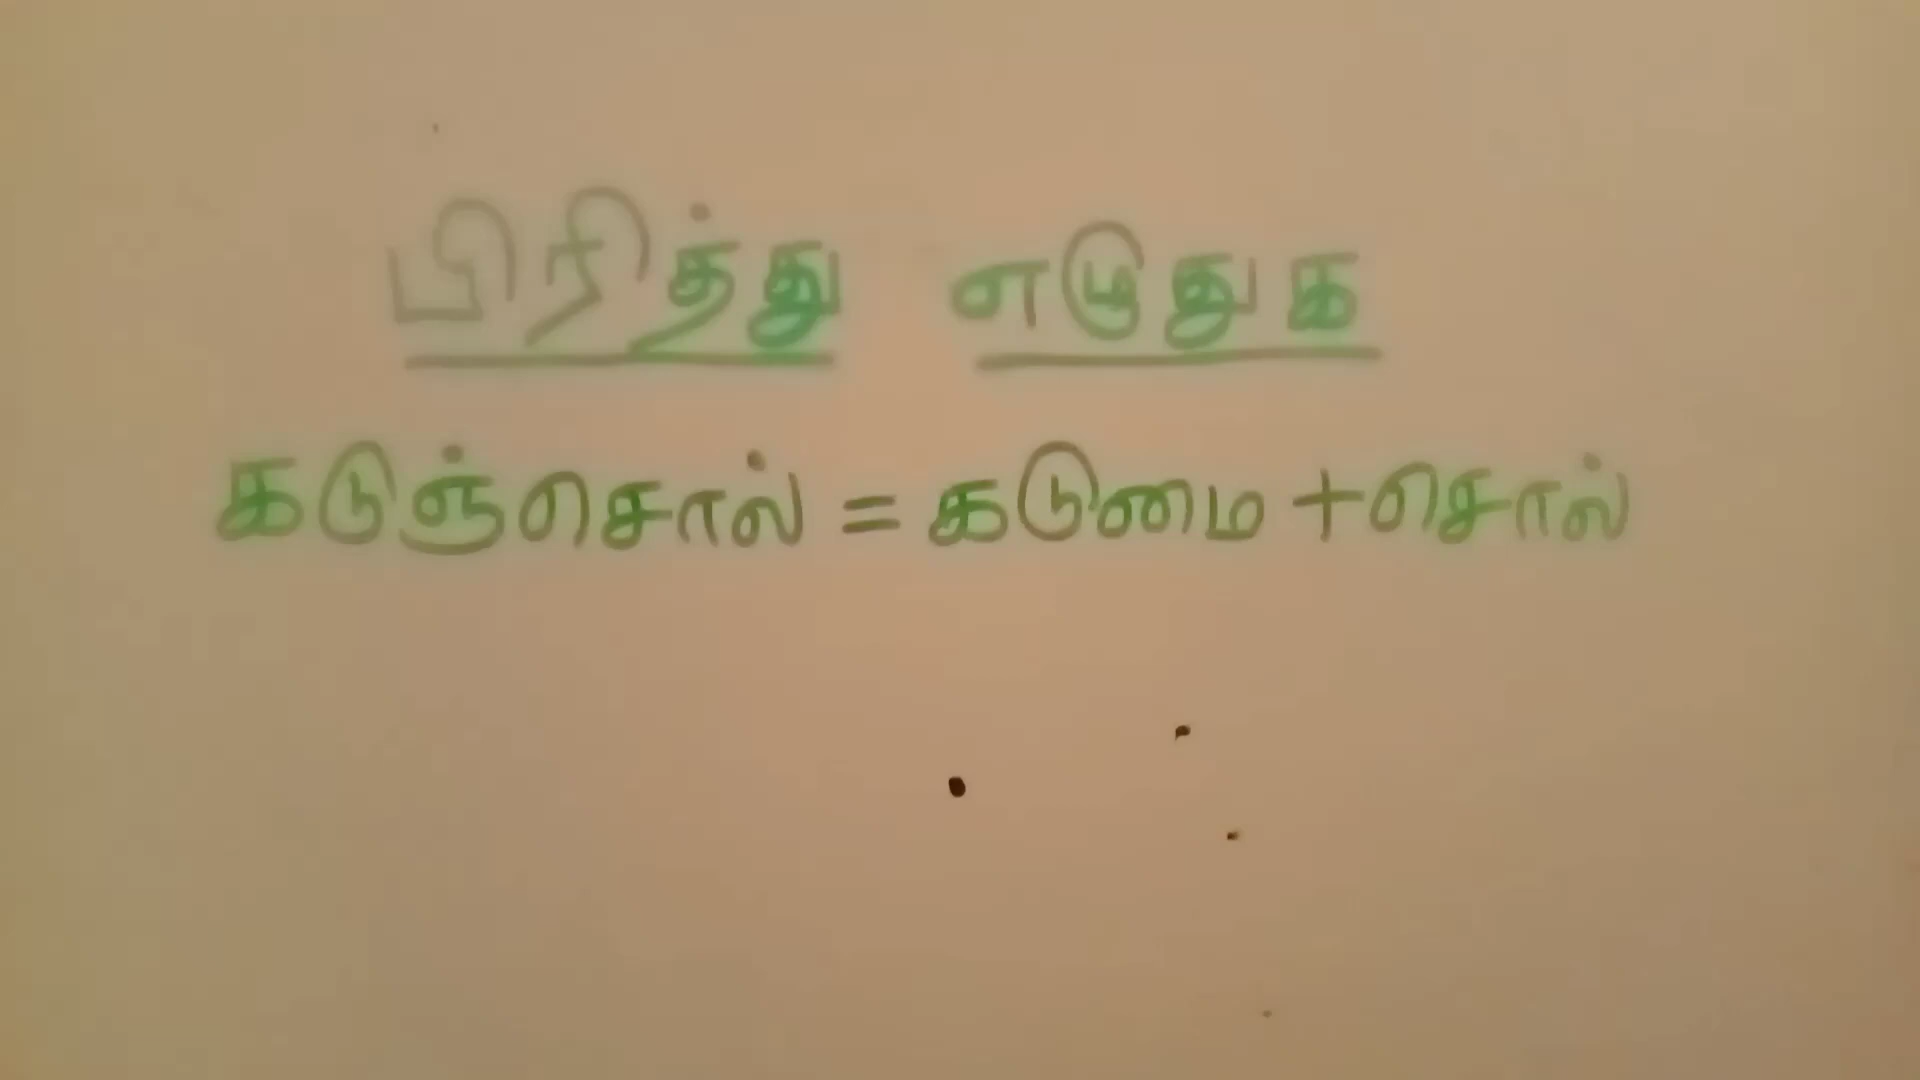 பிரித்து எழுதுக
கடுஞ்சொல் = கடுமை + சொல்